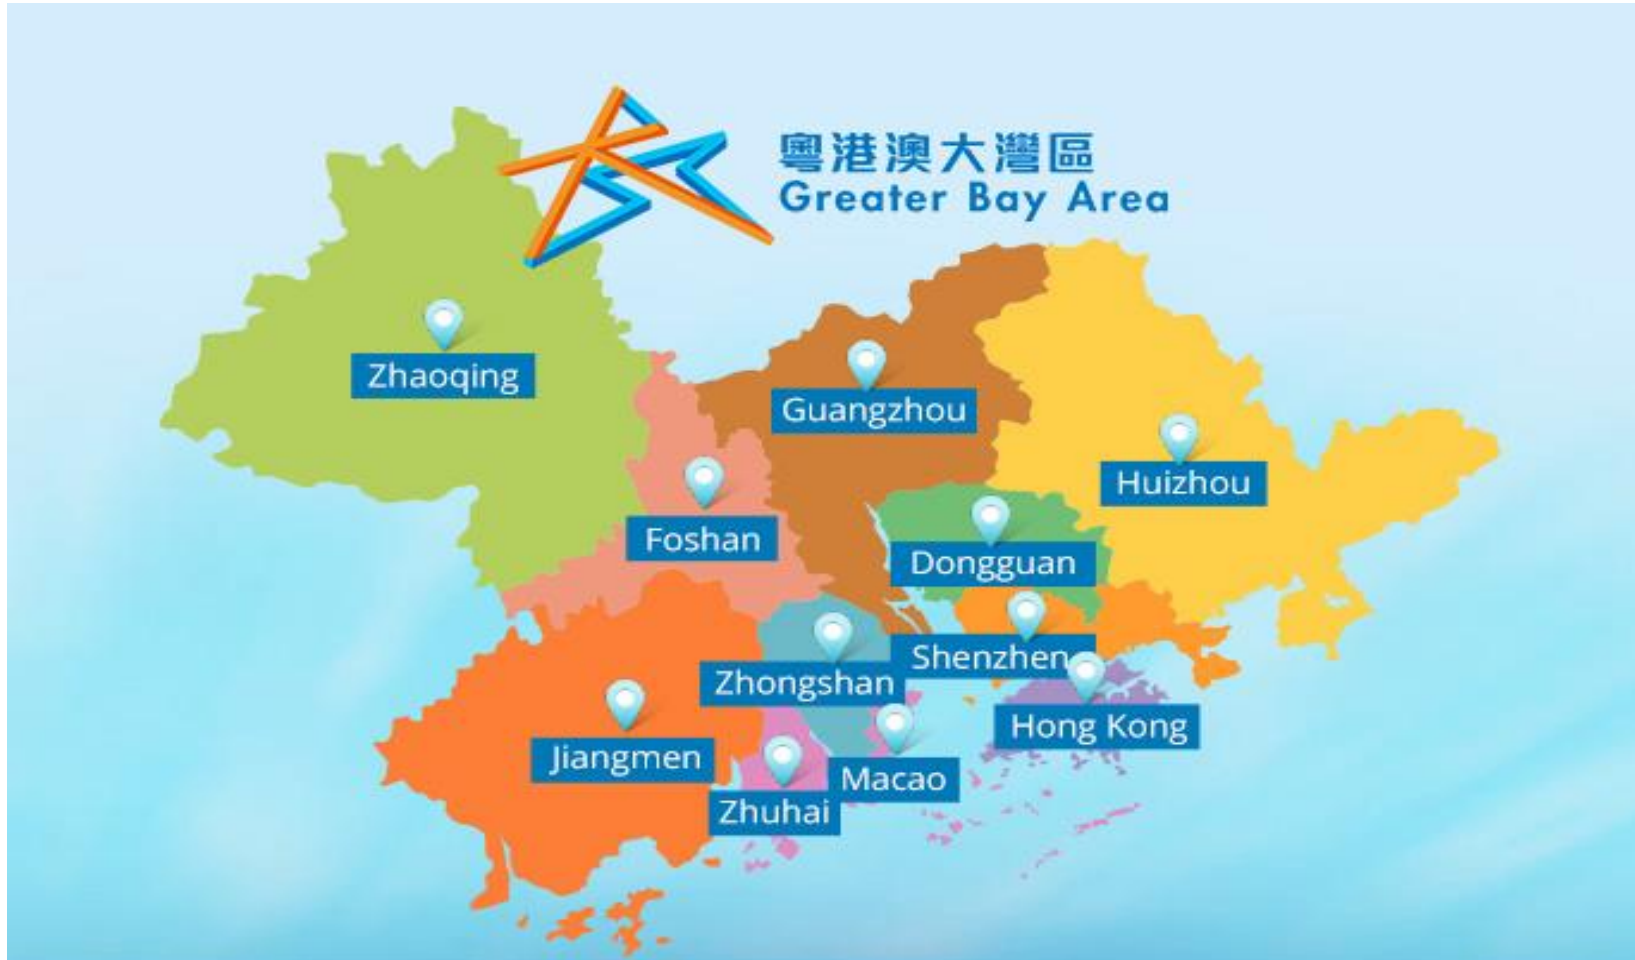 粵港澳大灣區
Greater Bay Area
Zhaoqing
Guangzhou
Huizhou
Foshan
Dongguan
Shenzhen
Zhongshan
Hong Kong
Jiangmen
Macao
Zhuhai